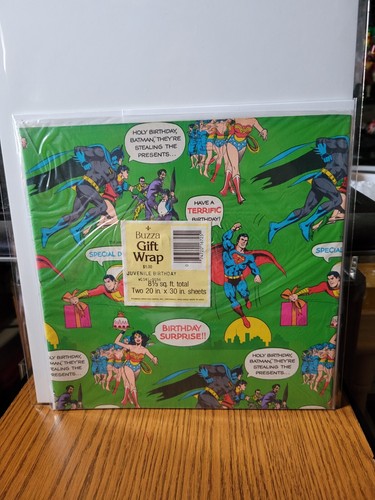 HOLY BIRTHDAY,
BATMAN, THEY'RE
STEALING THE
PRESENTS...
HAVE A
TERRIFIC
BIRTHDAY!
Buzza
Gift
Wrap
JUVENILE BIRTHDAY
8⅓ sq. ft. total
Two 20 in. x 30 in. sheets
SPECIAL D
SPECIAL
BIRTHDAY
SURPRISE!!
HOLY BIRTHDAY,
BATMAN, THEY'RE
STEALING THE
PRESENTS...
HOLY BIRTHDAY,
BATMAN, THEY'RE
STEALING THE
PRESENTS...